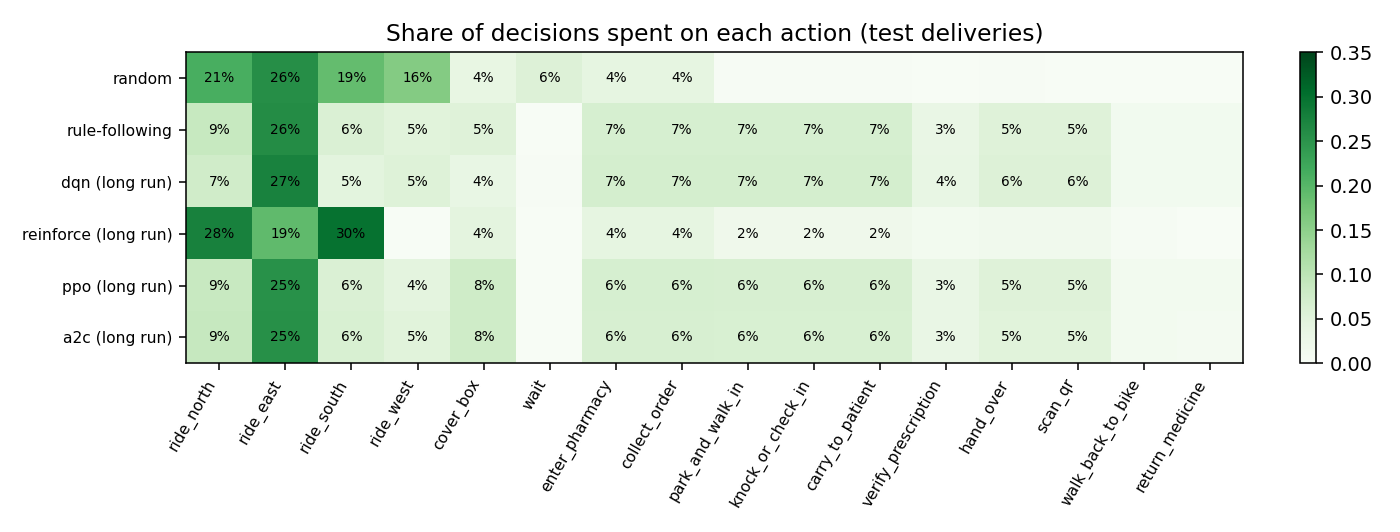 Share of decisions spent on each action (test deliveries)
random 21% 26% 19% 16% 4% 6% 4% 4%
rule-following 9% 26% 6% 5% 5% 7% 7% 7% 7% 7% 3% 5% 5%
dqn (long run) 7% 27% 5% 5% 4% 7% 7% 7% 7% 7% 4% 6% 6%
reinforce (long run) 28% 19% 30% 4% 4% 4% 2% 2% 2%
ppo (long run) 9% 25% 6% 4% 8% 6% 6% 6% 6% 6% 3% 5% 5%
a2c (long run) 9% 25% 6% 5% 8% 6% 6% 6% 6% 6% 3% 5% 5%
ride_north
ride_east
ride_south
ride_west
cover_box
wait
enter_pharmacy
collect_order
park_and_walk_in
knock_or_check_in
carry_to_patient
verify_prescription
hand_over
scan_qr
walk_back_to_bike
return_medicine
0.35
0.30
0.25
0.20
0.15
0.10
0.05
0.00